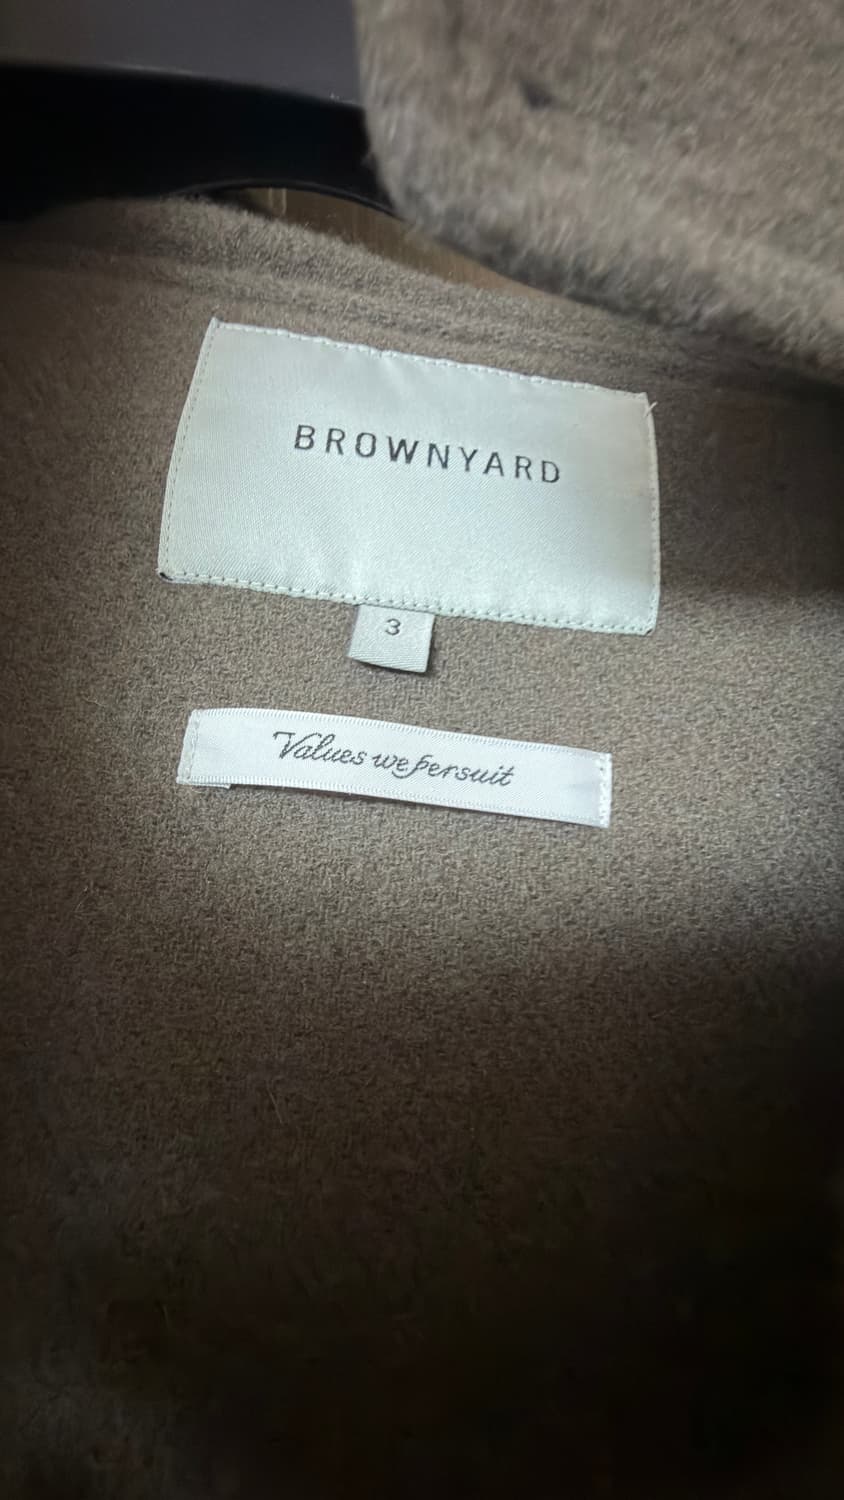 BROWNYARD
3
Values we persuit